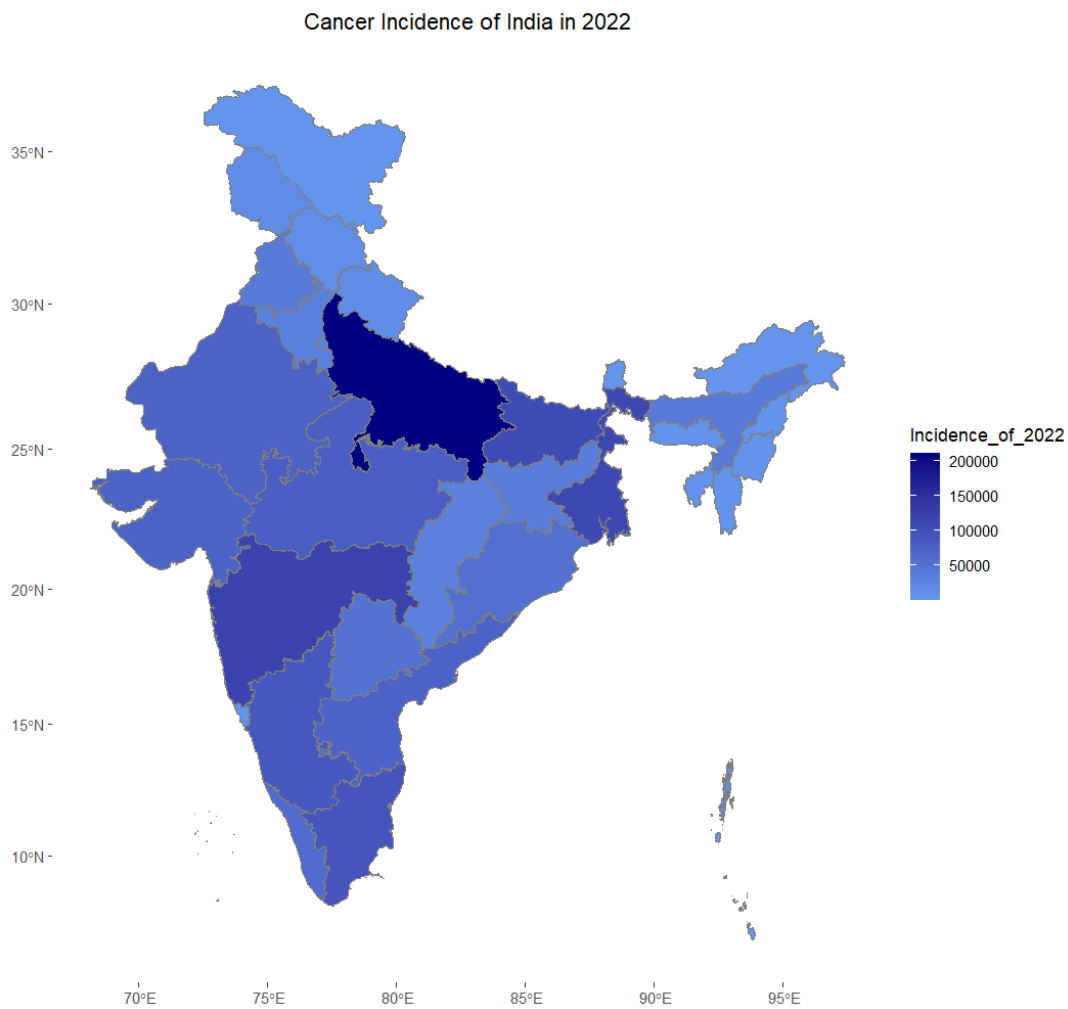 Cancer Incidence of India in 2022
35°N
30°N
25°N
20°N
15°N
10°N
70°E
75°E
80°E
85°E
90°E
95°E
Incidence_of_2022
200000
150000
100000
50000